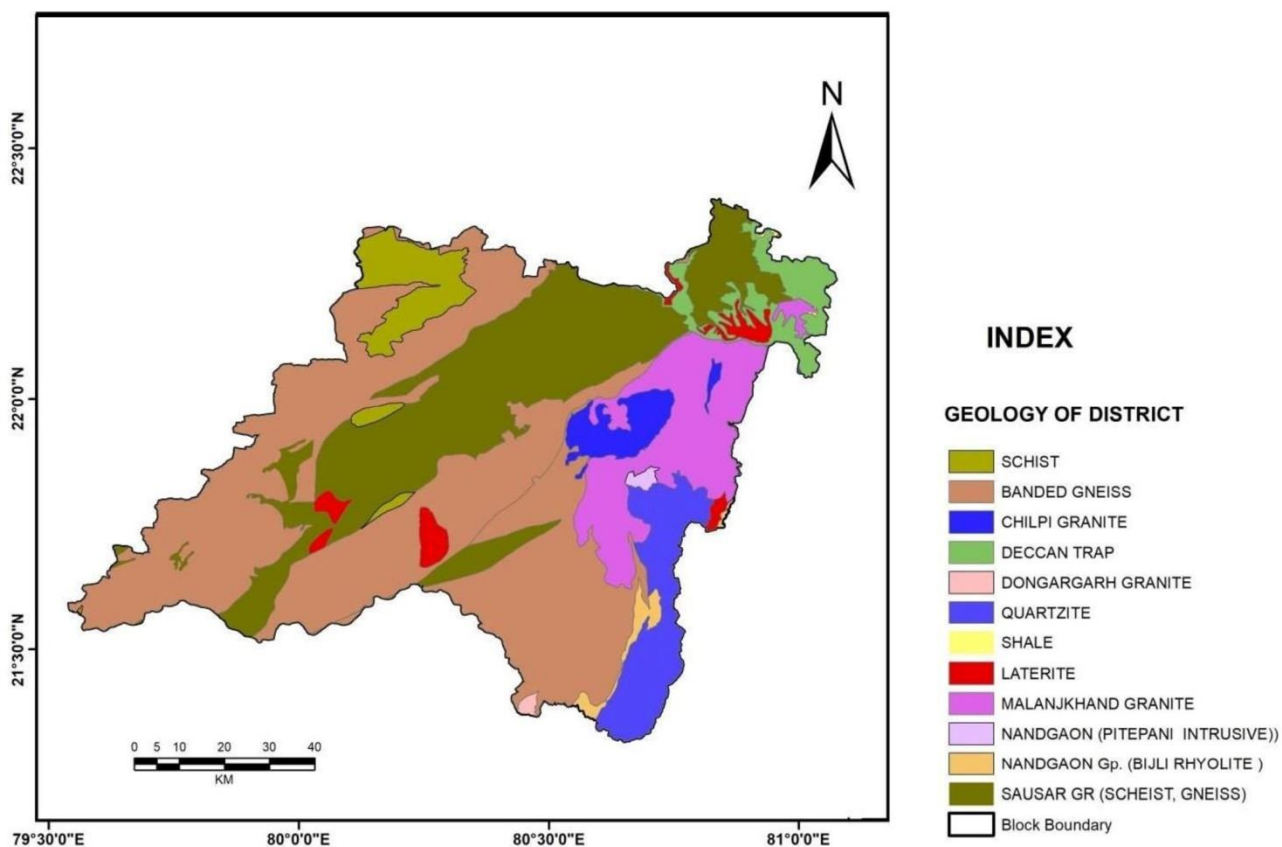 N
22°30'0"N
22°0'0"N
21°30'0"N
0 5 10 20 30 40
KM
79°30'0"E 80°0'0"E 80°30'0"E 81°0'0"E
INDEX
GEOLOGY OF DISTRICT
SCHIST
BANDED GNEISS
CHILPI GRANITE
DECCAN TRAP
DONGARGARH GRANITE
QUARTZITE
SHALE
LATERITE
MALANJKHAND GRANITE
NANDGAON (PITEPANI INTRUSIVE))
NANDGAON Gp. (BIJLI RHYOLITE )
SAUSAR GR (SCHEIST, GNEISS)
Block Boundary